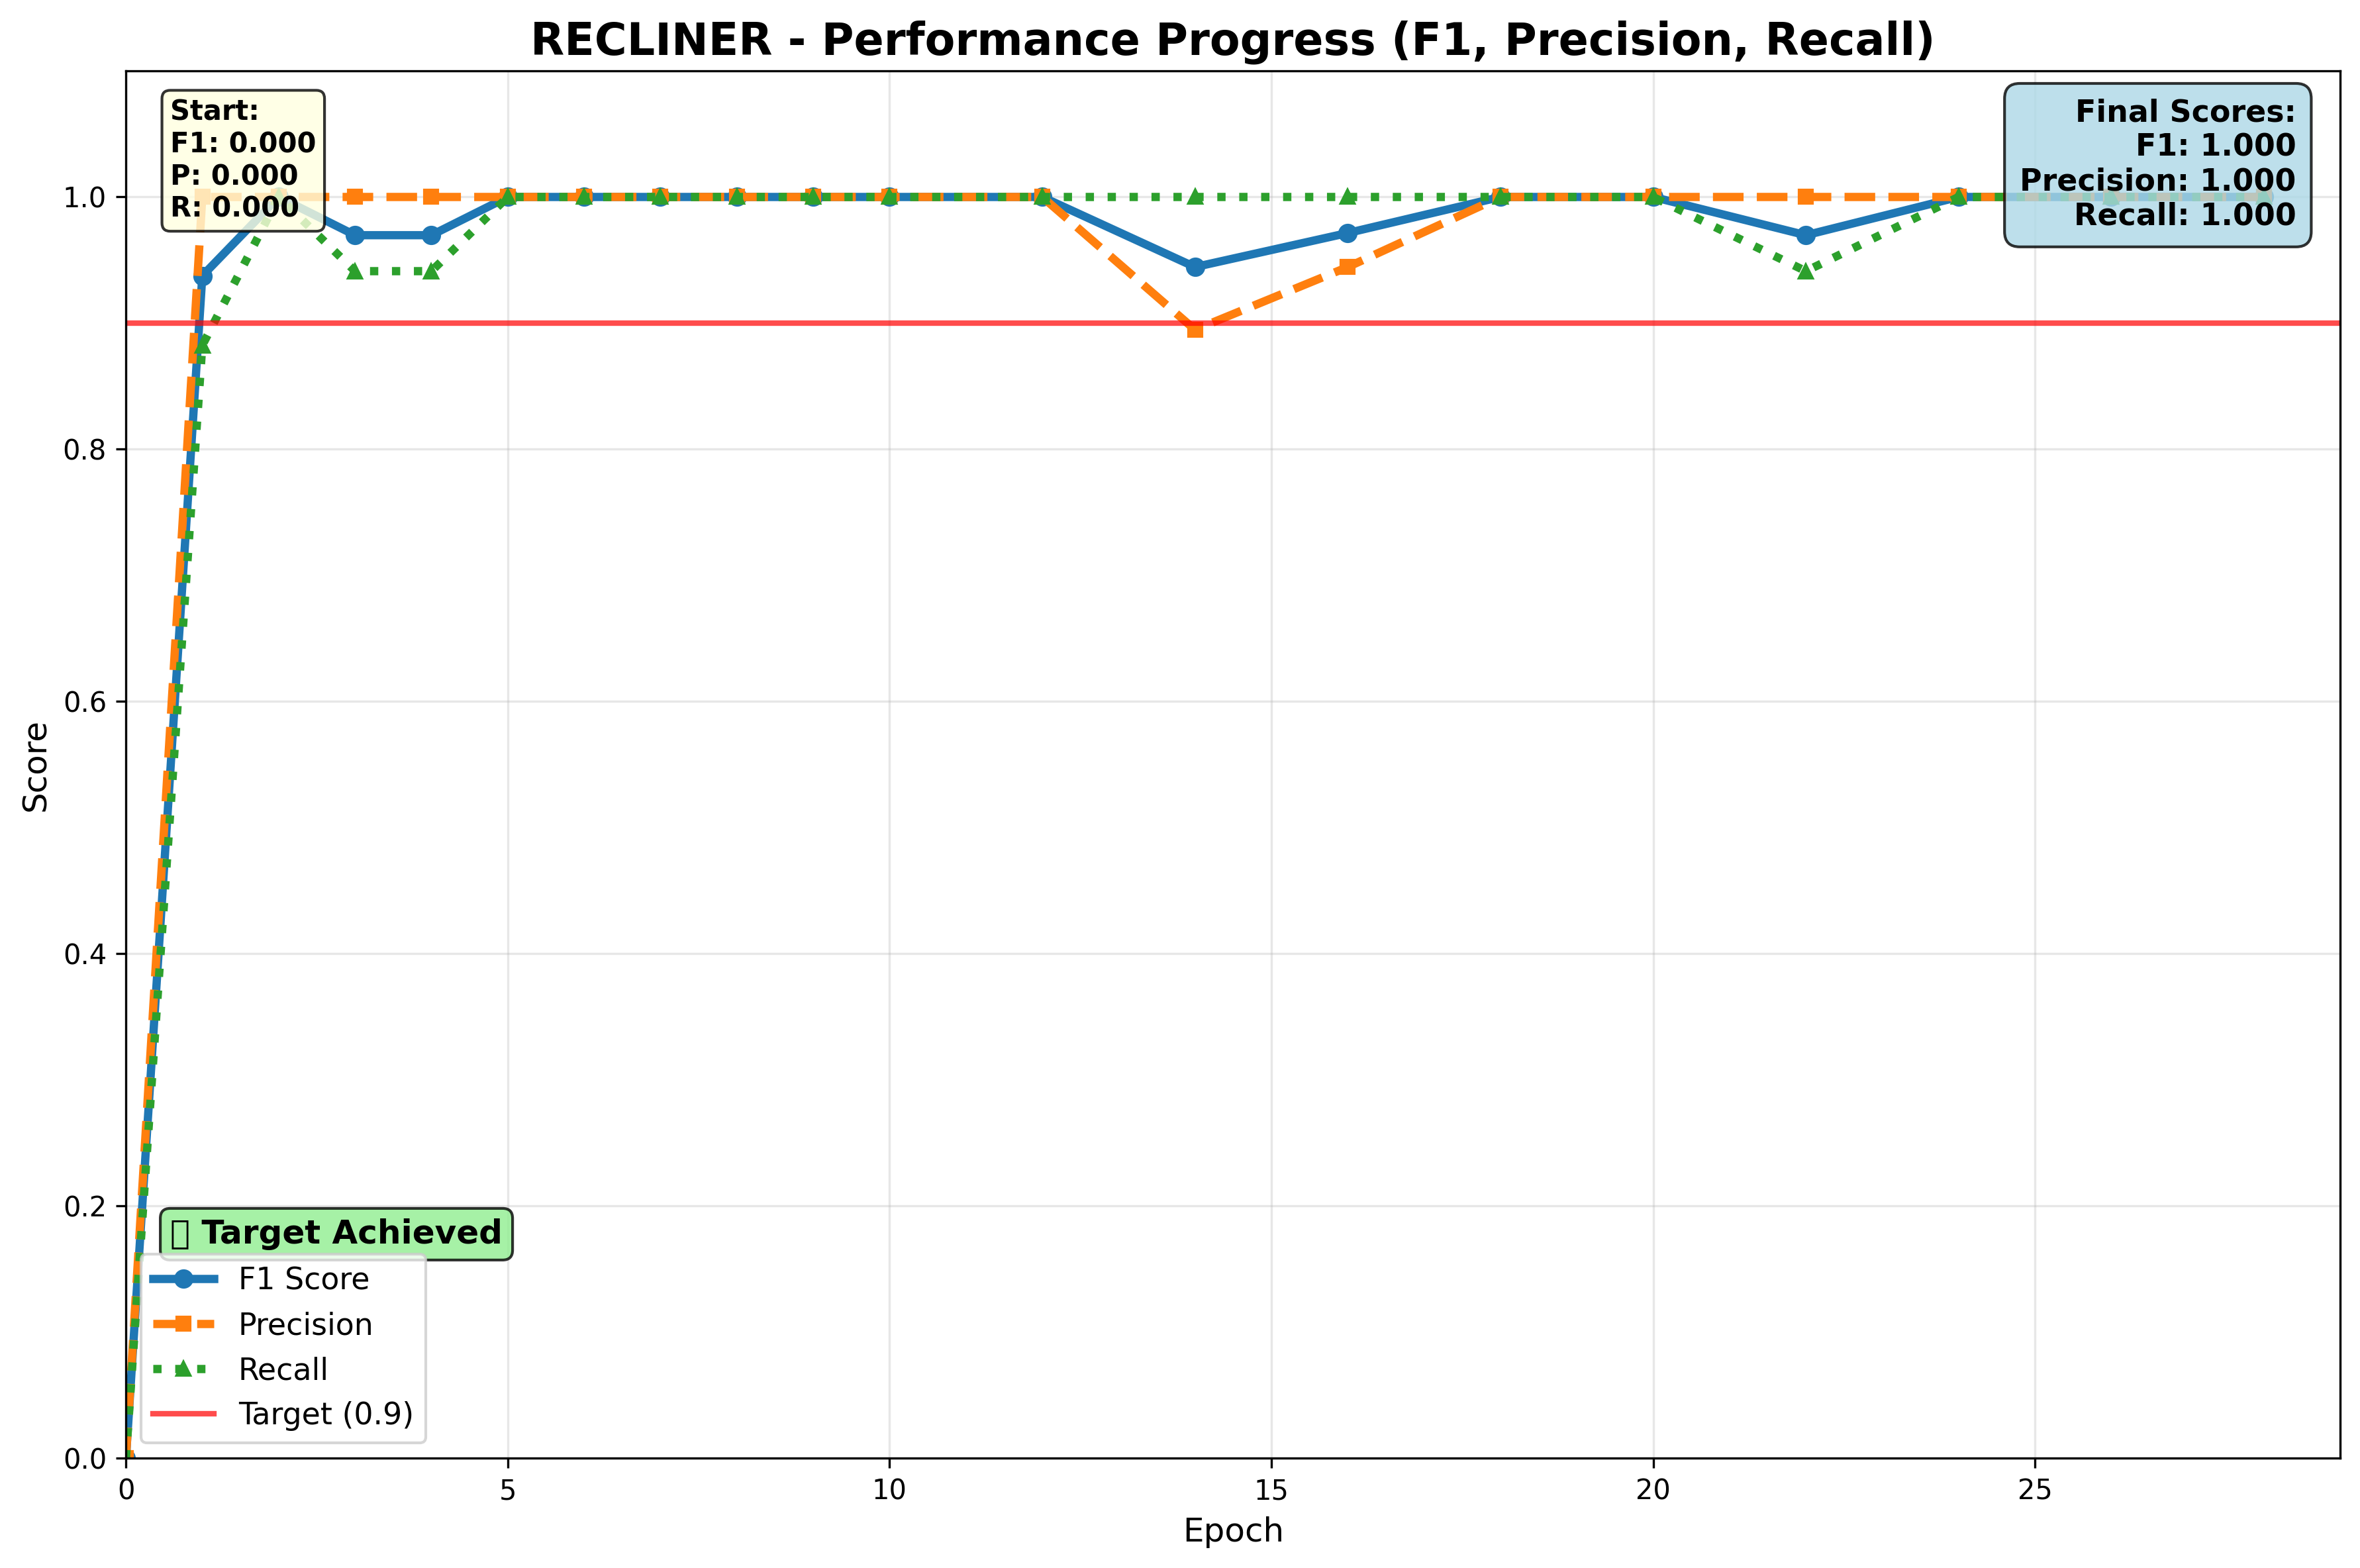 RECLINER - Performance Progress (F1, Precision, Recall)
Start:
F1: 0.000
P: 0.000
R: 0.000
Final Scores:
F1: 1.000
Precision: 1.000
Recall: 1.000
1.0
0.8
0.6
0.4
0.2
0.0
Score
Target Achieved
F1 Score
Precision
Recall
Target (0.9)
0 5 10 15 20 25
Epoch